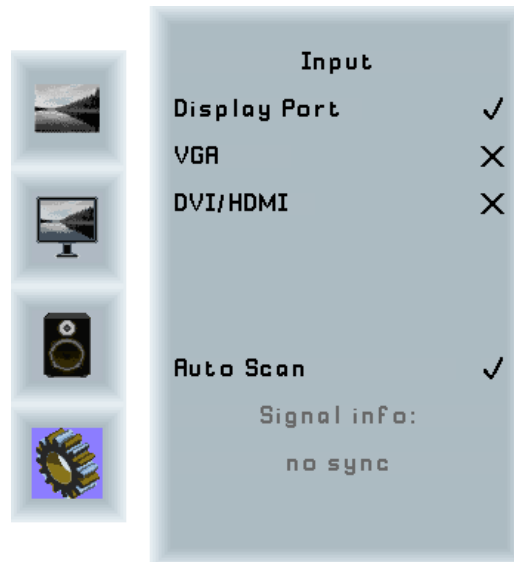 Input
Display Port ✓
VGA ✕
DVI/HDMI ✕
Auto Scan ✓
Signal info:
no sync